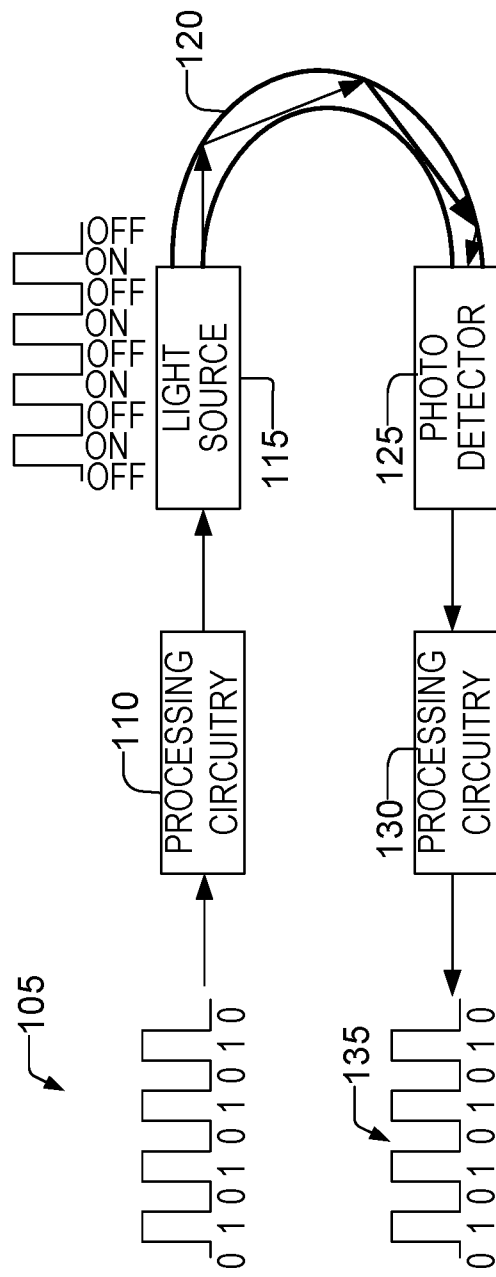 105
0 1 0 1 0 1 0 1 0
110
PROCESSING
CIRCUITRY
OFF ON OFF ON OFF ON OFF ON OFF
LIGHT
SOURCE
115
120
135
0 1 0 1 0 1 0 1 0
130
PROCESSING
CIRCUITRY
125
PHOTO
DETECTOR